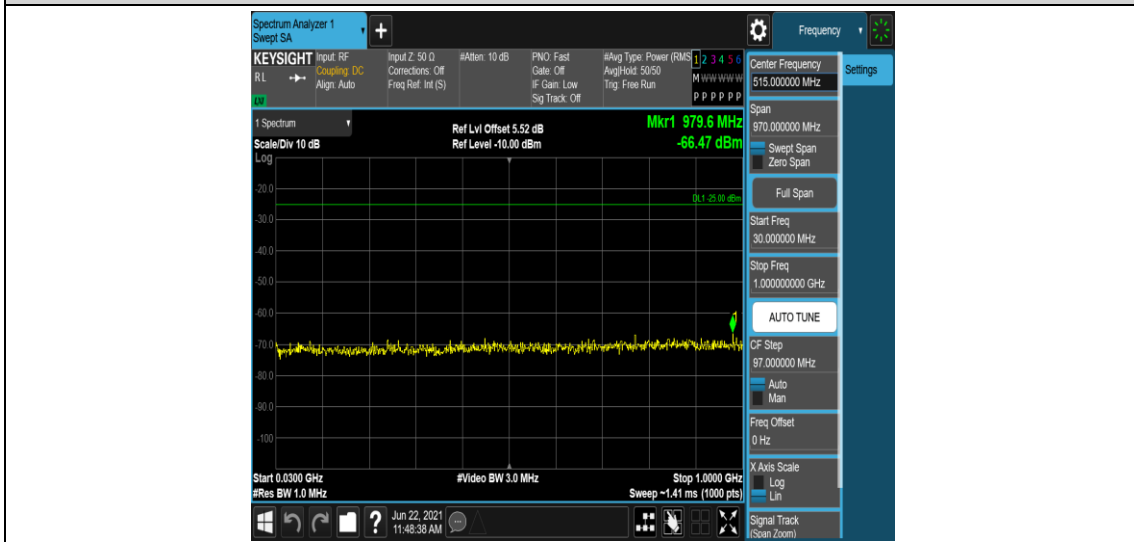 Spectrum Analyzer 1
Swept SA
+
Frequency
KEYSIGHT
RL
LXI
Input: RF
Coupling: DC
Align: Auto
Input Z: 50 Ω
Corrections: Off
Freq Ref: Int (S)
#Atten: 10 dB
PNO: Fast
Gate: Off
IF Gain: Low
Sig Track: Off
#Avg Type: Power (RMS
Avg|Hold: 50/50
Trig: Free Run
1 2 3 4 5 6
M W W W W W
P P P P P P
1 Spectrum
Scale/Div 10 dB
Log
Ref Lvl Offset 5.52 dB
Ref Level -10.00 dBm
Mkr1 979.6 MHz
-66.47 dBm
DL1 -25.00 dBm
1
-20.0
-30.0
-40.0
-50.0
-60.0
-70.0
-80.0
-90.0
-100
Start 0.0300 GHz
#Res BW 1.0 MHz
#Video BW 3.0 MHz
Stop 1.0000 GHz
Sweep ~1.41 ms (1000 pts)
?
Jun 22, 2021
11:48:38 AM
Center Frequency
515.000000 MHz
Span
970.000000 MHz
Swept Span
Zero Span
Full Span
Start Freq
30.000000 MHz
Stop Freq
1.000000000 GHz
AUTO TUNE
CF Step
97.000000 MHz
Auto
Man
Freq Offset
0 Hz
X Axis Scale
Log
Lin
Signal Track
(Span Zoom)
Settings